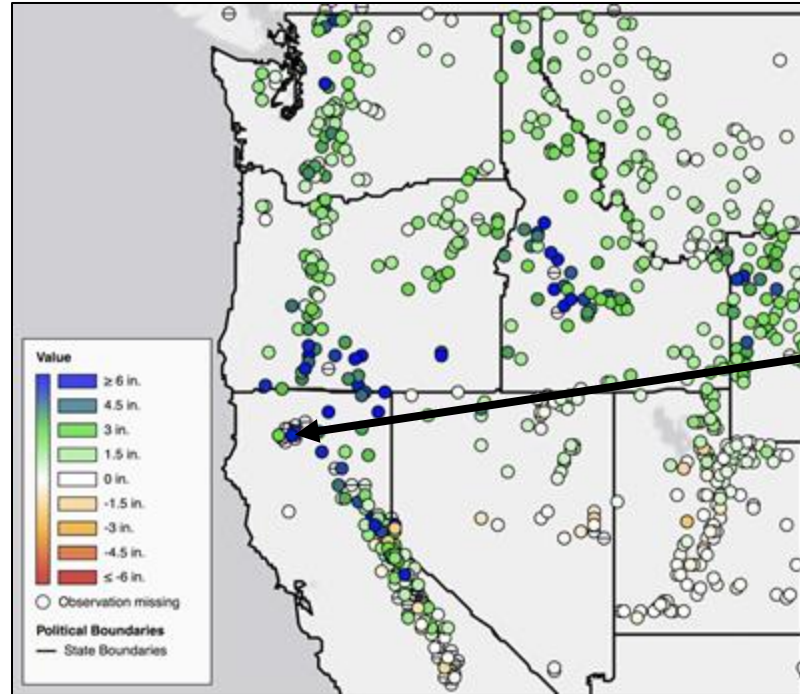 Value
≥ 6 in.
4.5 in.
3 in.
1.5 in.
0 in.
-1.5 in.
-3 in.
-4.5 in.
≤ -6 in.
Observation missing
Political Boundaries
State Boundaries